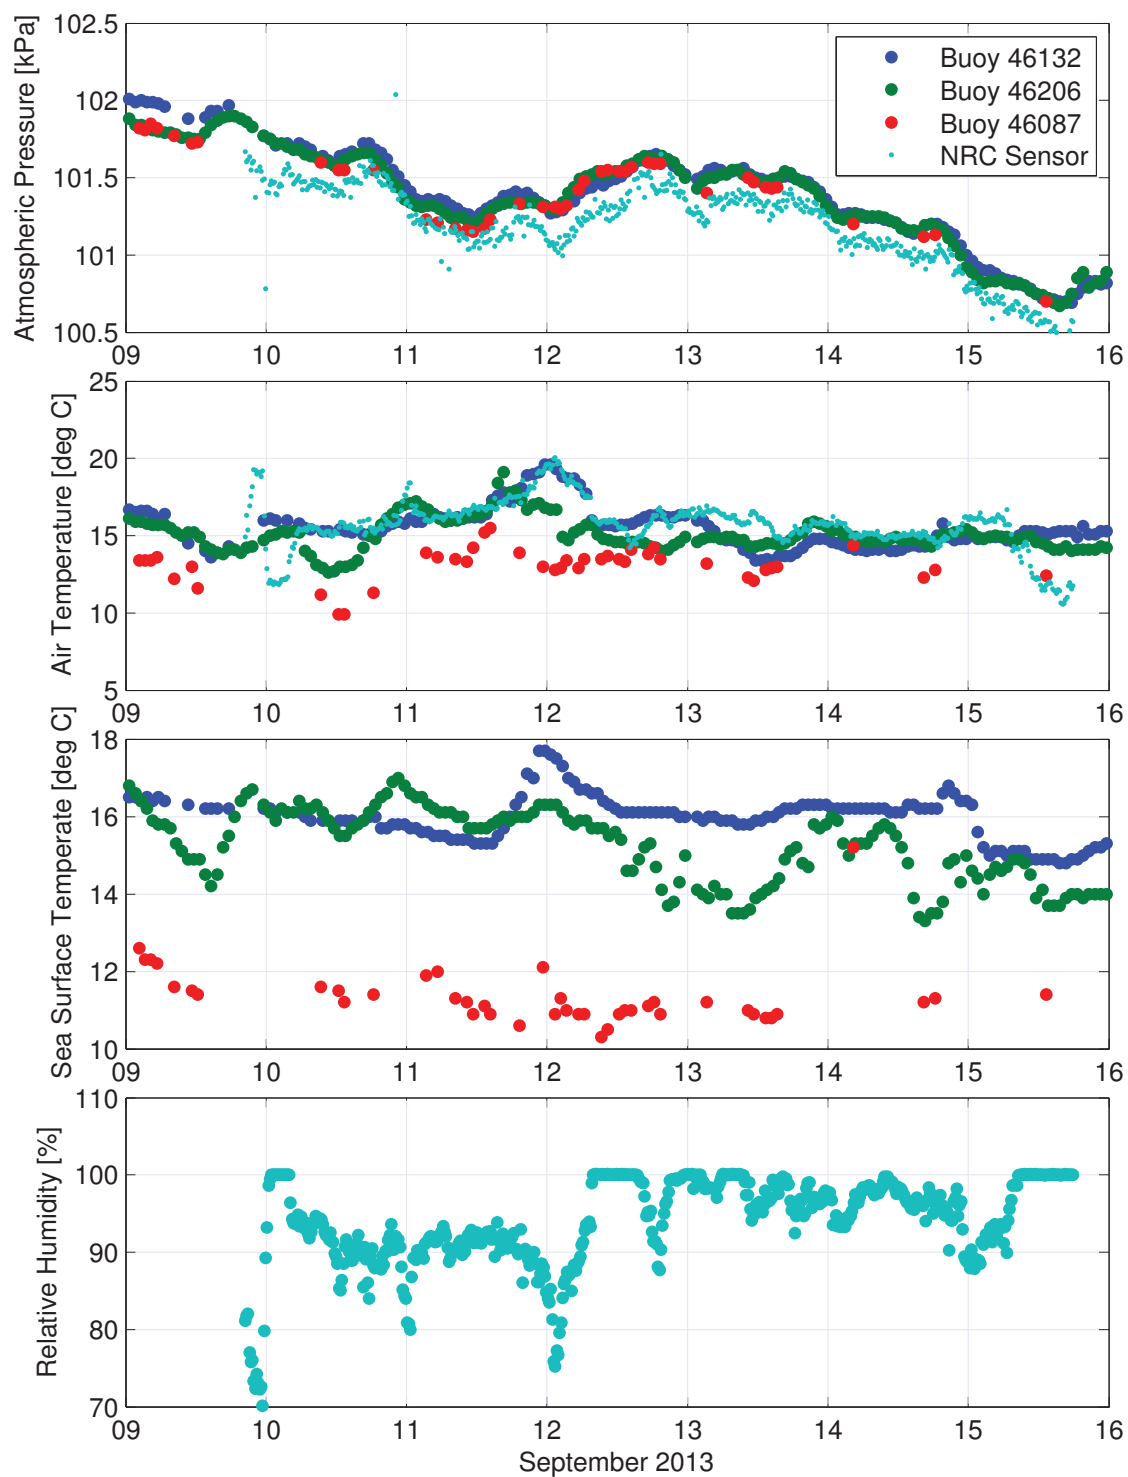 102.5
102
101.5
101
100.5
Atmospheric Pressure [kPa]
Buoy 46132
Buoy 46206
Buoy 46087
NRC Sensor
09 10 11 12 13 14 15 16
25
20
15
10
5
Air Temperature [deg C]
09 10 11 12 13 14 15 16
18
16
14
12
10
Sea Surface Temperate [deg C]
09 10 11 12 13 14 15 16
110
100
90
80
70
Relative Humidity [%]
09 10 11 12 13 14 15 16
September 2013